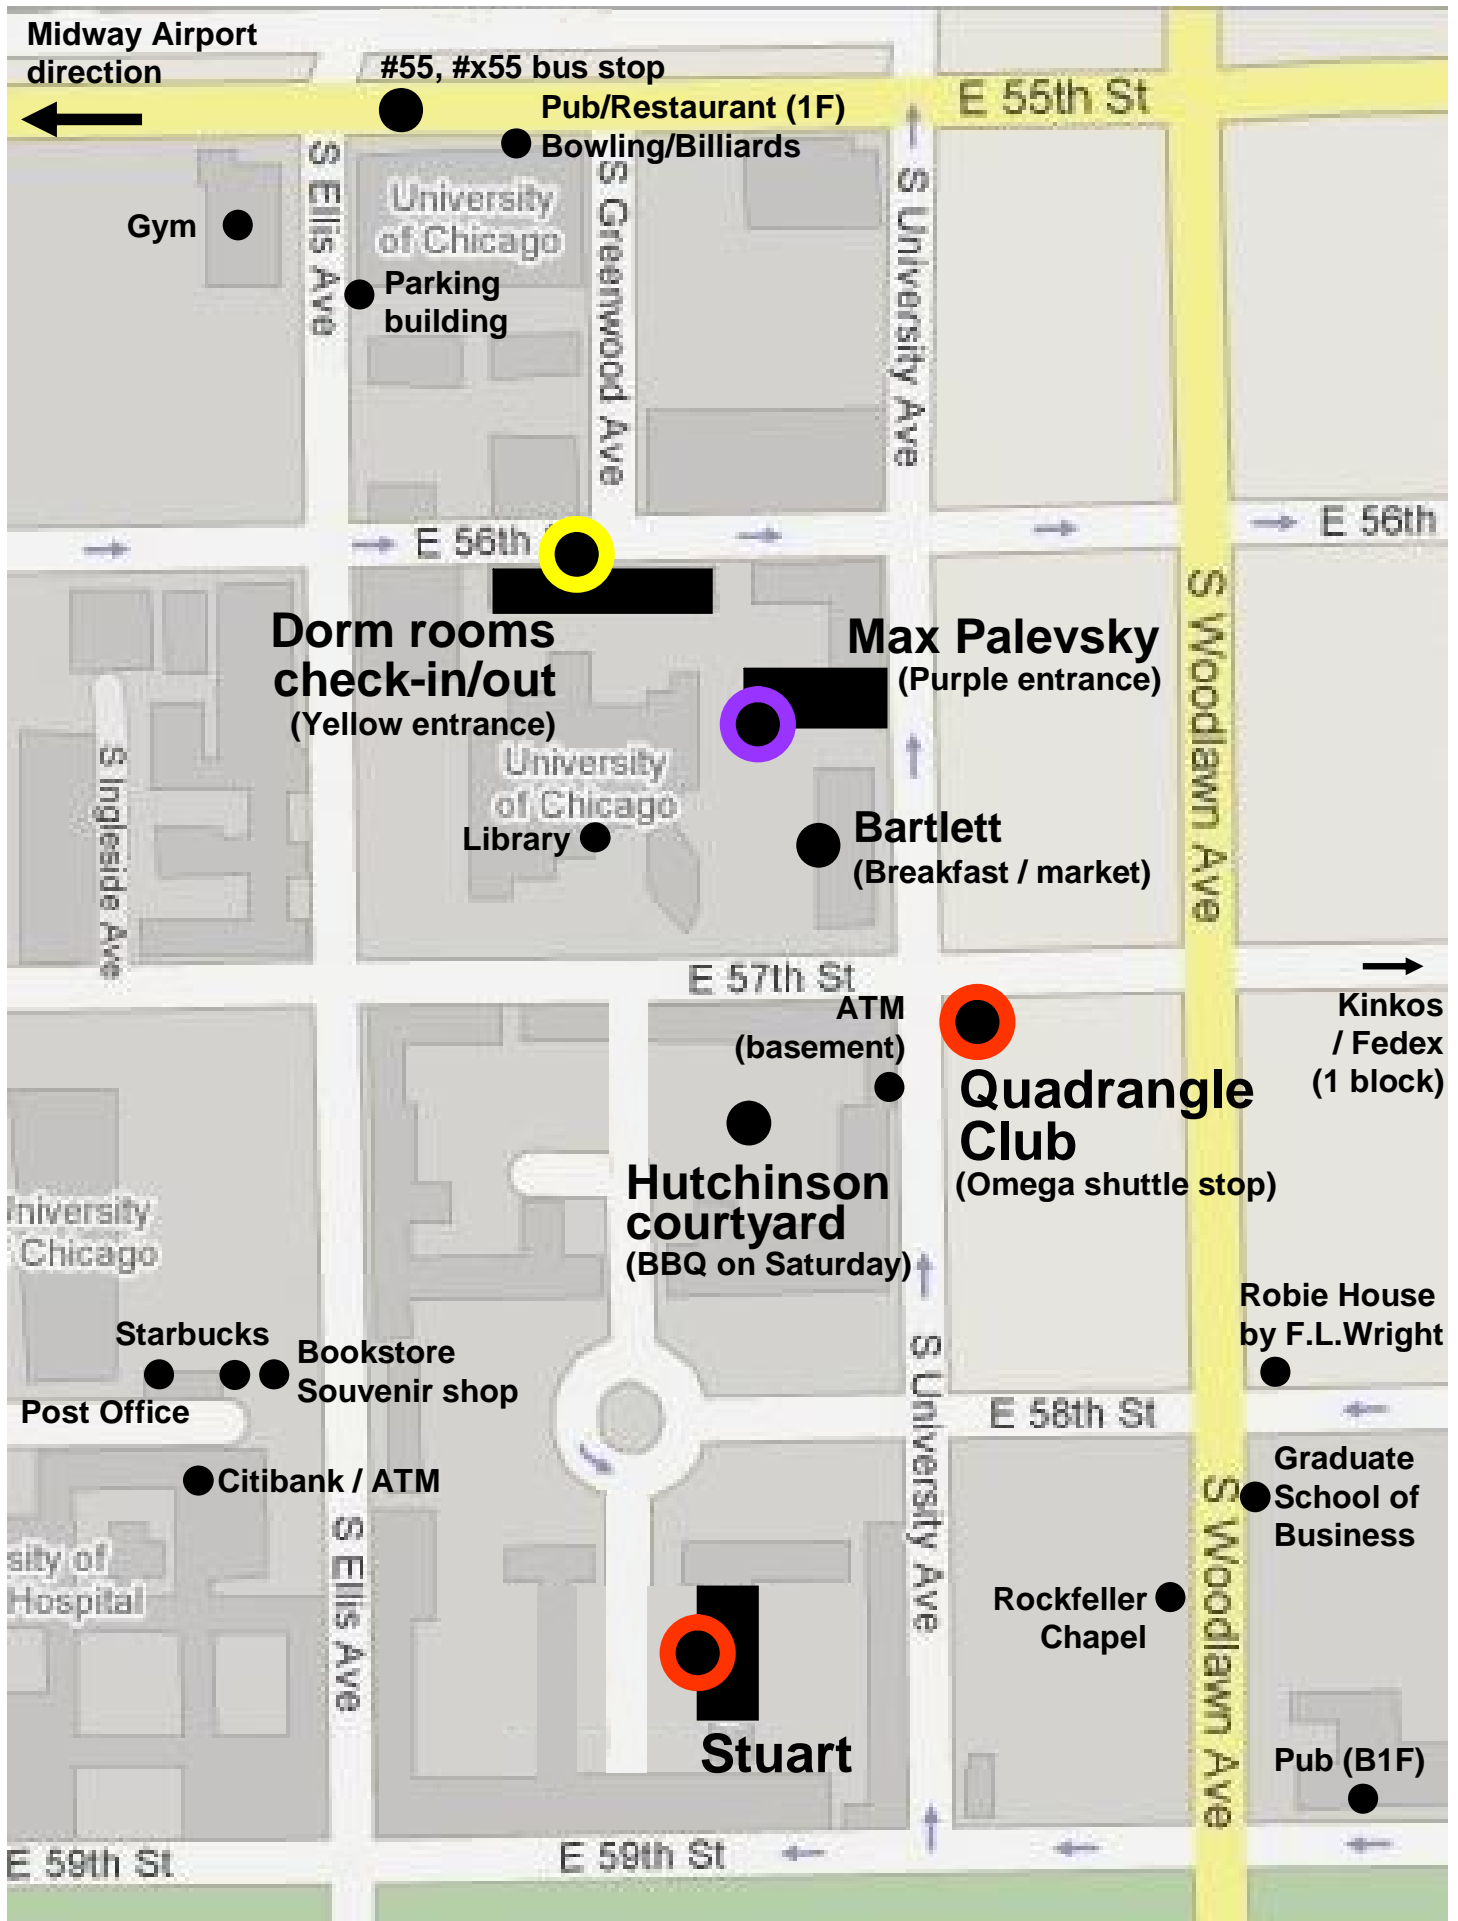 Midway Airport
direction
#55, #x55 bus stop
Pub/Restaurant (1F)
Bowling/Billiards
E 55th St
S Ellis Ave
University
of Chicago
S Greenwood Ave
S University Ave
Gym
Parking
building
E 56th
E 56th
Dorm rooms
check-in/out
(Yellow entrance)
Max Palevsky
(Purple entrance)
S Woodlawn Ave
S Ingleside Ave
University
of Chicago
Library
Bartlett
(Breakfast / market)
E 57th St
ATM
(basement)
Kinkos
/ Fedex
(1 block)
Quadrangle
Club
(Omega shuttle stop)
Hutchinson
courtyard
(BBQ on Saturday)
niversity
Chicago
Robie House
by F.L.Wright
Starbucks
Bookstore
Souvenir shop
Post Office
S University Ave
E 58th St
Citibank / ATM
Graduate
School of
Business
S Ellis Ave
S Woodlawn Ave
sity of
Hospital
Rockfeller
Chapel
Stuart
Pub (B1F)
E 59th St
E 59th St